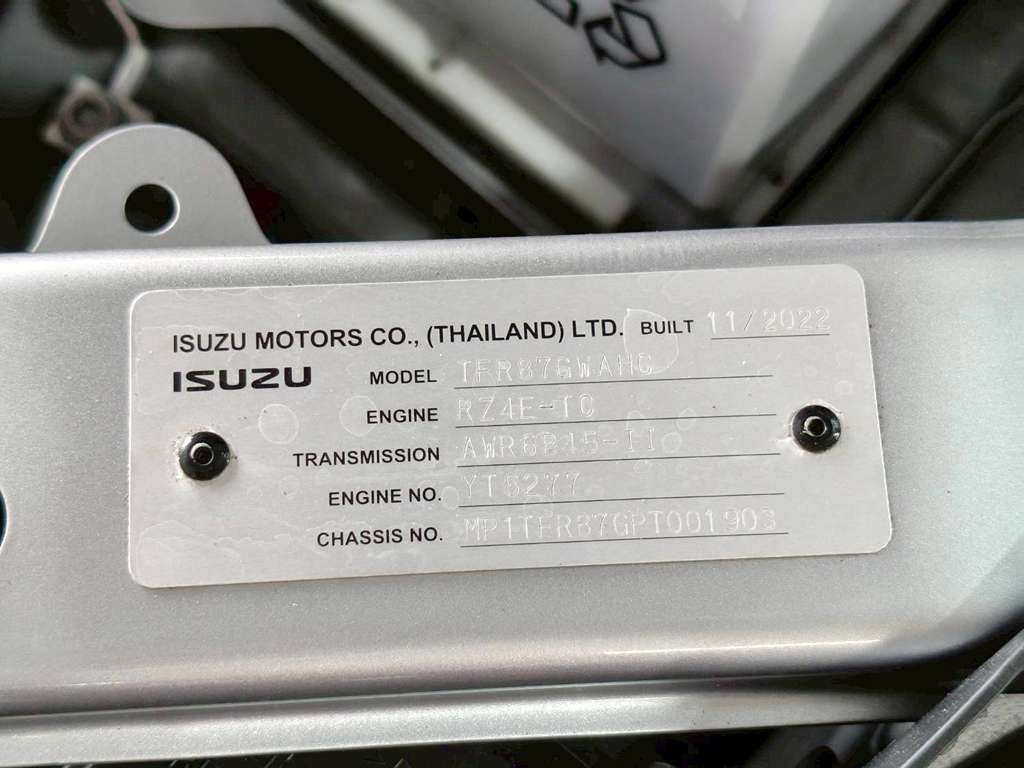 ISUZU MOTORS CO., (THAILAND) LTD. BUILT 11/2022
ISUZU MODEL TFR87GWAHC
ENGINE RZ4E-TC
TRANSMISSION AWR6B45-II
ENGINE NO. YT5277
CHASSIS NO. MP1TFR87GPT001903